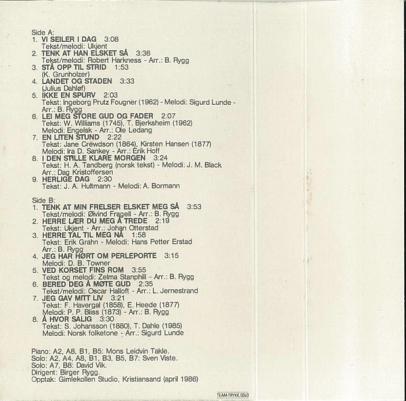 Side A:
1. VI SEILER I DAG 3:08
Tekst/melodi: Ukjent
2. TENK AT HAN ELSKET SÅ 3:36
Tekst/melodi: Robert Harkness - Arr.: B. Rygg
3. STÅ OPP TIL STRID 1:53
(K. Grunholzer)
4. LANDET OG STADEN 3:33
(Julius Dahløf)
5. IKKE EN SPURV 2:03
Tekst: Ingeborg Prutz Fougner (1962) - Melodi: Sigurd Lunde -
Arr.: B. Rygg
6. LEI MEG STORE GUD OG FADER 2:07
Tekst: W. Williams (1745), T. Bjerksheim (1962)
Melodi: Engelsk - Arr.: Ole Ledang
7. EN LITEN STUND 2:22
Tekst: Jane Crewdson (1864), Kirsten Hansen (1877)
Melodi: Ira D. Sankey - Arr.: Erik Hoff
8. I DEN STILLE KLARE MORGEN 3:24
Tekst: H. A. Tandberg (norsk tekst) - Melodi: J. M. Black
Arr.: Dag Kristoffersen
9. HERLIGE DAG 2:30
Tekst: J. A. Hultmann - Melodi: A. Bormann
Side B:
1. TENK AT MIN FRELSER ELSKET MEG SÅ 3:53
Tekst/melodi: Øivind Fragell - Arr.: B. Rygg
2. HERRE LÆR DU MEG Å TREDE 2:19
Tekst: Ukjent - Arr.: Johan Otterstad
3. HERRE TAL TIL MEG NÅ 1:58
Tekst: Erik Grahn - Melodi: Hans Petter Erstad
Arr.: B. Rygg
4. JEG HAR HØRT OM PERLEPORTE 3:15
Melodi: D. B. Towner
5. VED KORSET FINS ROM 3:55
Tekst og melodi: Zelma Stanphill - Arr.: B. Rygg
6. BERED DEG Å MØTE GUD 2:35
Tekst/melodi: Oscar Halloff - Arr.: L. Jernestrand
7. JEG GAV MITT LIV 3:21
Tekst: F. Havergal (1858), E. Heede (1877)
Melodi: P. P. Bliss (1873) - Arr.: B. Rygg
8. Å HVOR SALIG 3:30
Tekst: S. Johansson (1880), T. Dahle (1985)
Melodi: Norsk folketone - Arr.: Sigurd Lunde
Piano: A2, A8, B1, B5: Mons Leidvin Takle.
Solo: A2, A4, A8, B1, B3, B5, B7: Sven Viste.
Solo: A7, B8: David Vik.
Dirigent: Birger Rygg.
Opptak: Gimlekollen Studio, Kristiansand (april 1986)